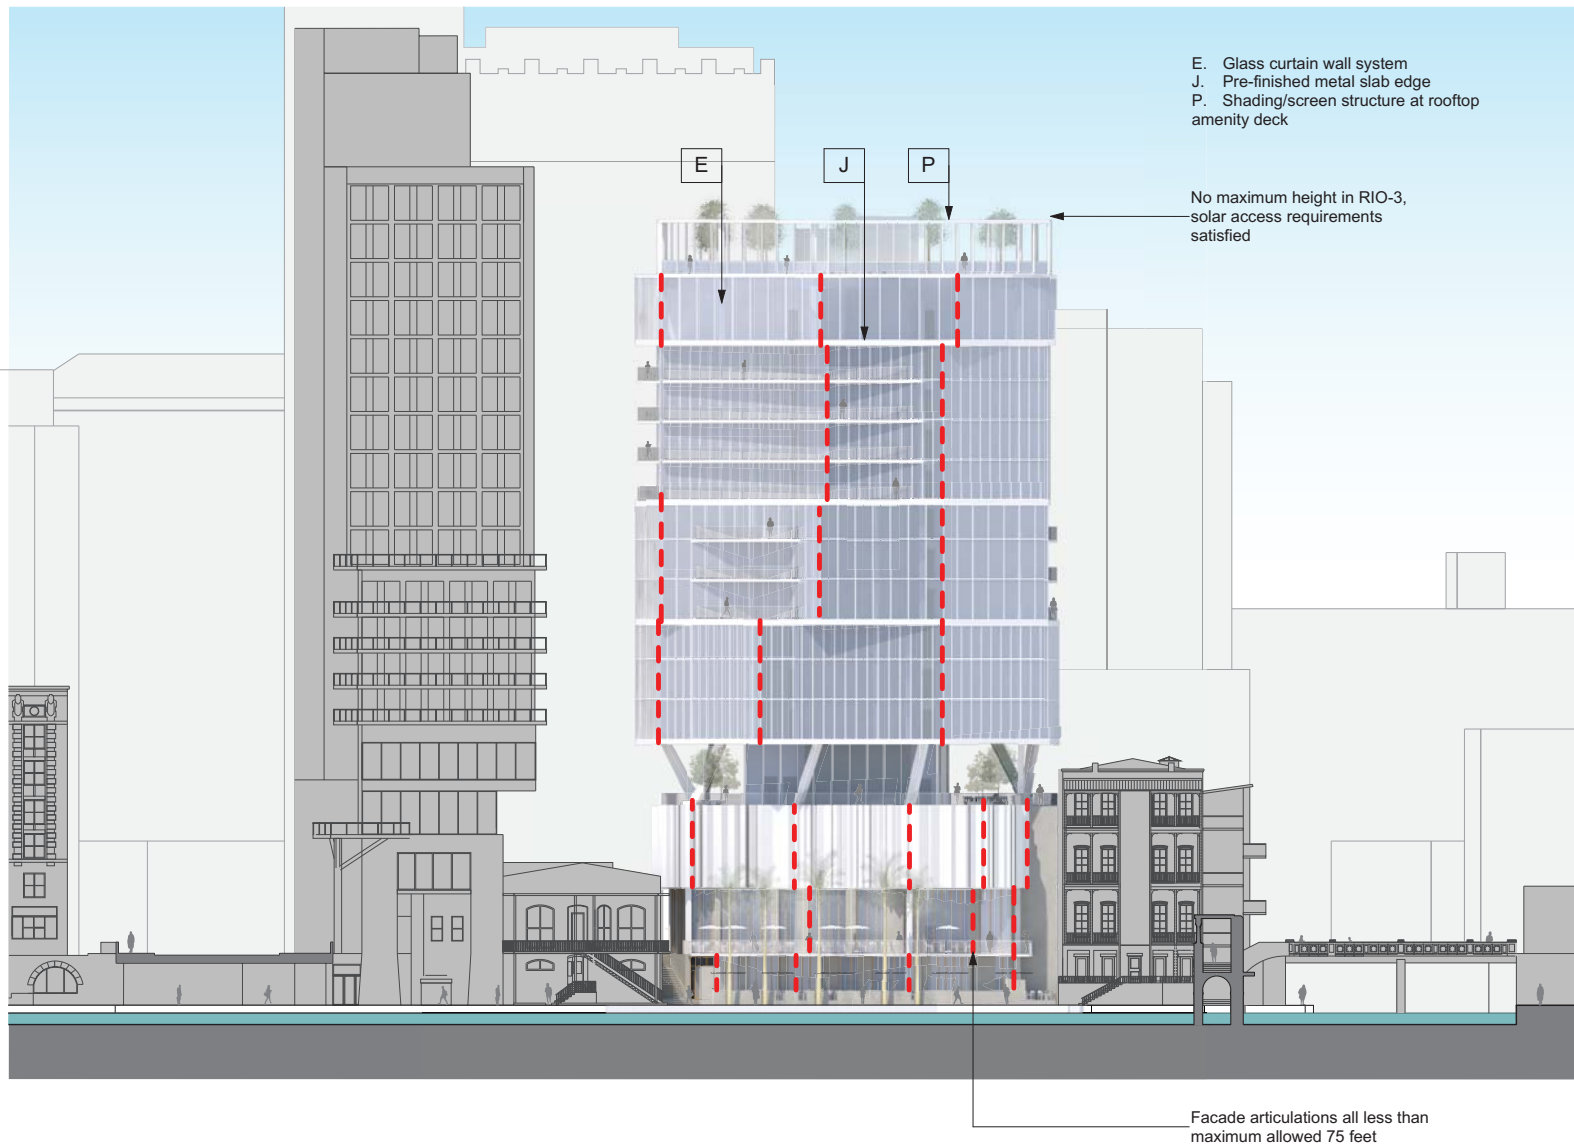 E. Glass curtain wall system
J. Pre-finished metal slab edge
P. Shading/screen structure at rooftop
amenity deck
E
J
P
No maximum height in RIO-3,
solar access requirements
satisfied
Facade articulations all less than
maximum allowed 75 feet